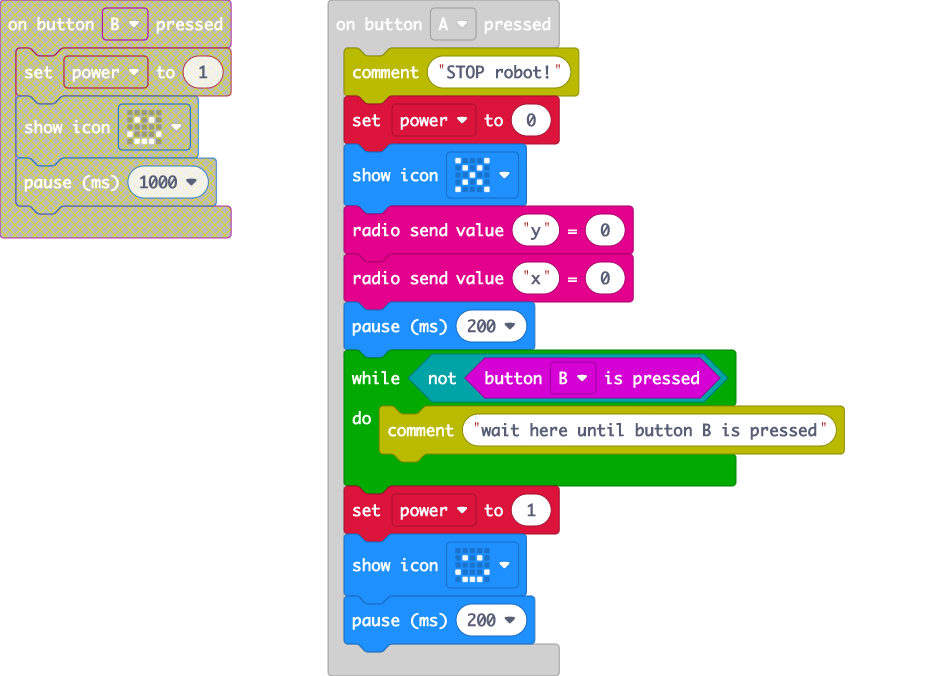 on button B pressed
set power to 1
show icon
pause (ms) 1000
on button A pressed
comment "STOP robot!"
set power to 0
show icon
radio send value "y" = 0
radio send value "x" = 0
pause (ms) 200
while not button B is pressed
do
comment "wait here until button B is pressed"
set power to 1
show icon
pause (ms) 200